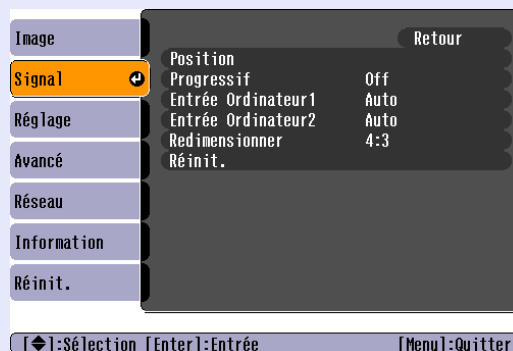 Image
Signal
Réglage
Avancé
Réseau
Information
Réinit.
Retour
Position
Progressif Off
Entrée Ordinateur1 Auto
Entrée Ordinateur2 Auto
Redimensionner 4:3
Réinit.
[◆]:Sélection [Enter]:Entrée [Menu]:Quitter